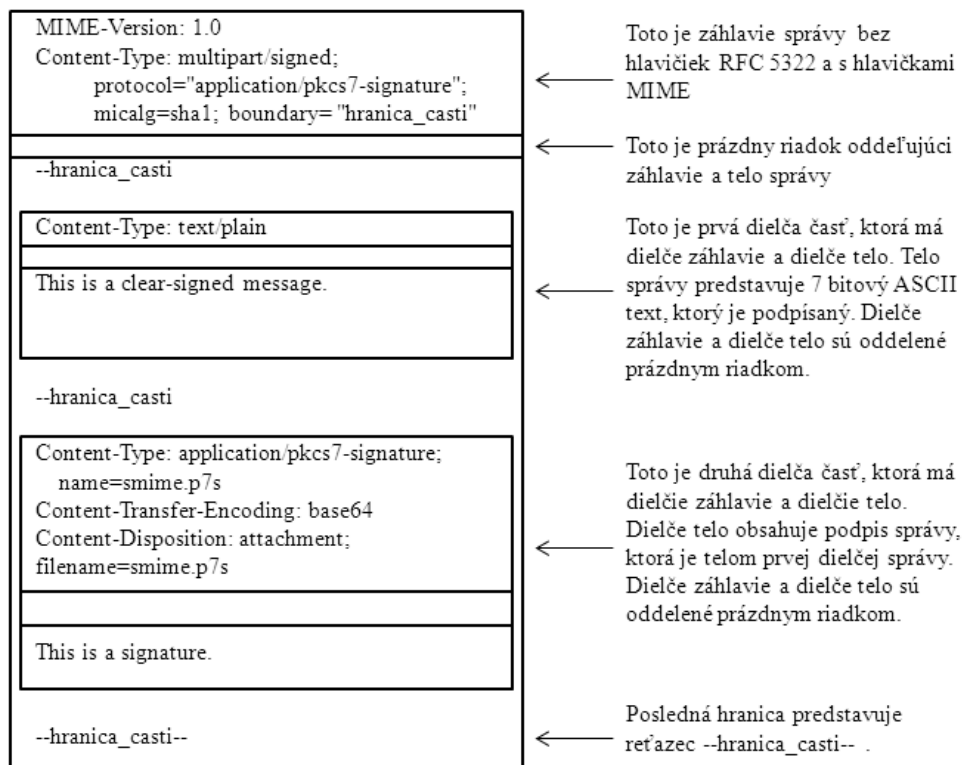 MIME-Version: 1.0
Content-Type: multipart/signed;
protocol="application/pkcs7-signature";
micalg=sha1; boundary= "hranica_casti"
Toto je záhlavie správy bez
hlavičiek RFC 5322 a s hlavičkami
MIME
Toto je prázdny riadok oddeľujúci
záhlavie a telo správy
--hranica_casti
Content-Type: text/plain
This is a clear-signed message.
Toto je prvá dielča časť, ktorá má
dielče záhlavie a dielče telo. Telo
správy predstavuje 7 bitový ASCII
text, ktorý je podpísaný. Dielče
záhlavie a dielče telo sú oddelené
prázdnym riadkom.
--hranica_casti
Content-Type: application/pkcs7-signature;
name=smime.p7s
Content-Transfer-Encoding: base64
Content-Disposition: attachment;
filename=smime.p7s
This is a signature.
Toto je druhá dielča časť, ktorá má
dielčie záhlavie a dielčie telo.
Dielče telo obsahuje podpis správy,
ktorá je telom prvej dielčej správy.
Dielče záhlavie a dielče telo sú
oddelené prázdnym riadkom.
--hranica_casti--
Posledná hranica predstavuje
reťazec --hranica_casti-- .